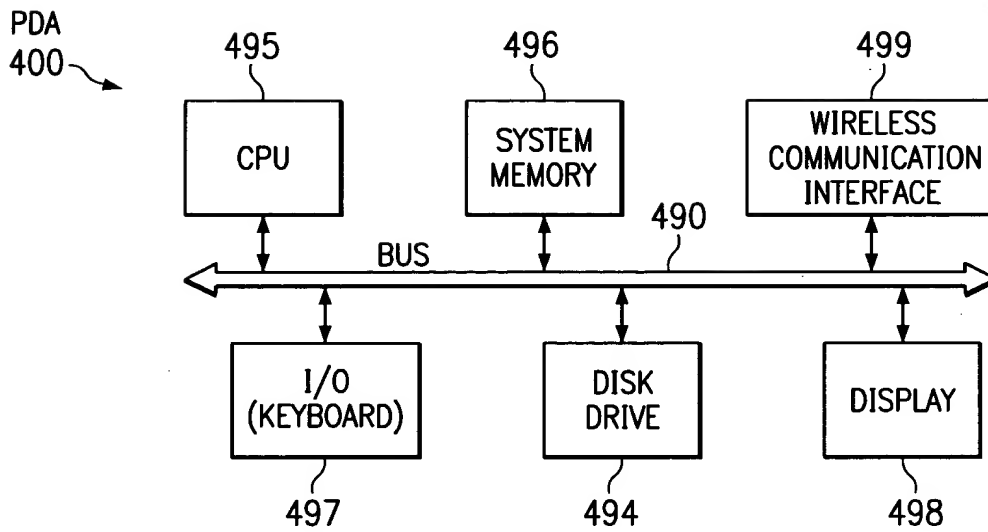 PDA
400
495
496
499
CPU
SYSTEM
MEMORY
WIRELESS
COMMUNICATION
INTERFACE
BUS
490
I/O
(KEYBOARD)
DISK
DRIVE
DISPLAY
497
494
498